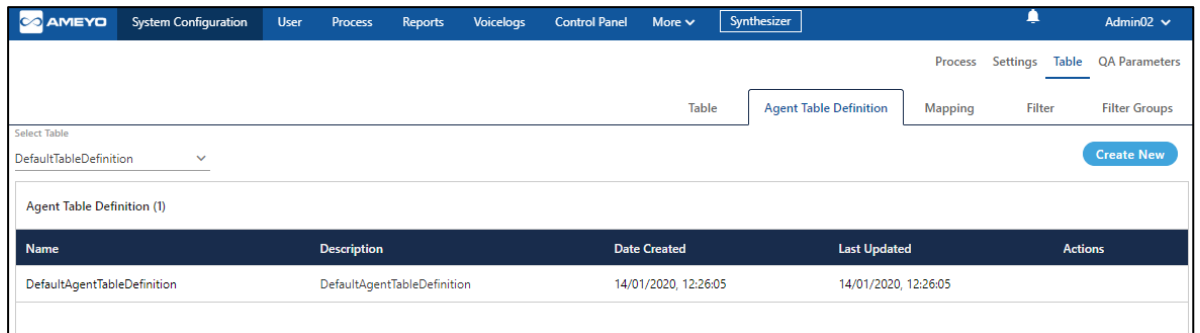 AMEYO System Configuration User Process Reports Voicelogs Control Panel More Synthesizer Admin02
Process Settings Table QA Parameters
Table Agent Table Definition Mapping Filter Filter Groups
Select Table
DefaultTableDefinition
Create New
Agent Table Definition (1)
Name Description Date Created Last Updated Actions
DefaultAgentTableDefinition DefaultAgentTableDefinition 14/01/2020, 12:26:05 14/01/2020, 12:26:05